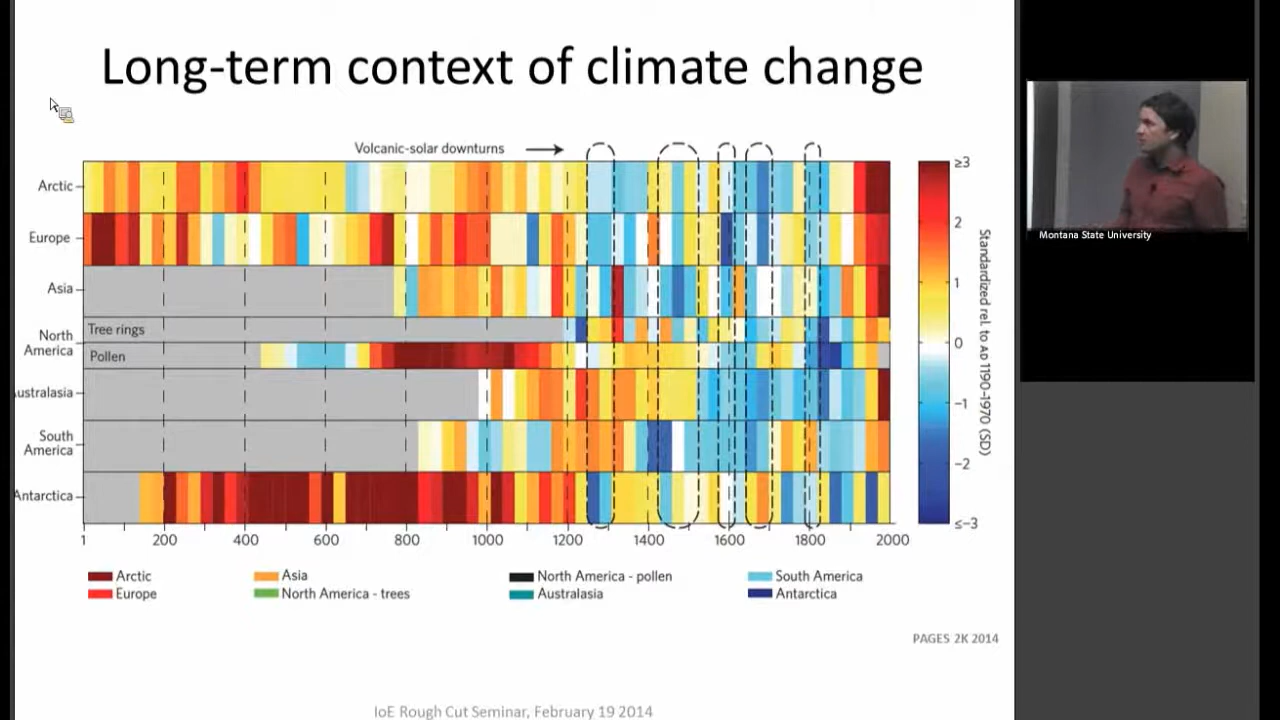 Long-term context of climate change
Volcanic-solar downturns
Arctic
Europe
Asia
North
America
Tree rings
Pollen
ustralasia
South
America
Antarctica
1 200 400 600 800 1000 1200 1400 1600 1800 2000
≥3
2
1
0
−1
−2
≤−3
Standardized rel. to AD 1190–1970 (SD)
Arctic Asia North America - pollen South America
Europe North America - trees Australasia Antarctica
PAGES 2K 2014
IoE Rough Cut Seminar, February 19 2014
Montana State University